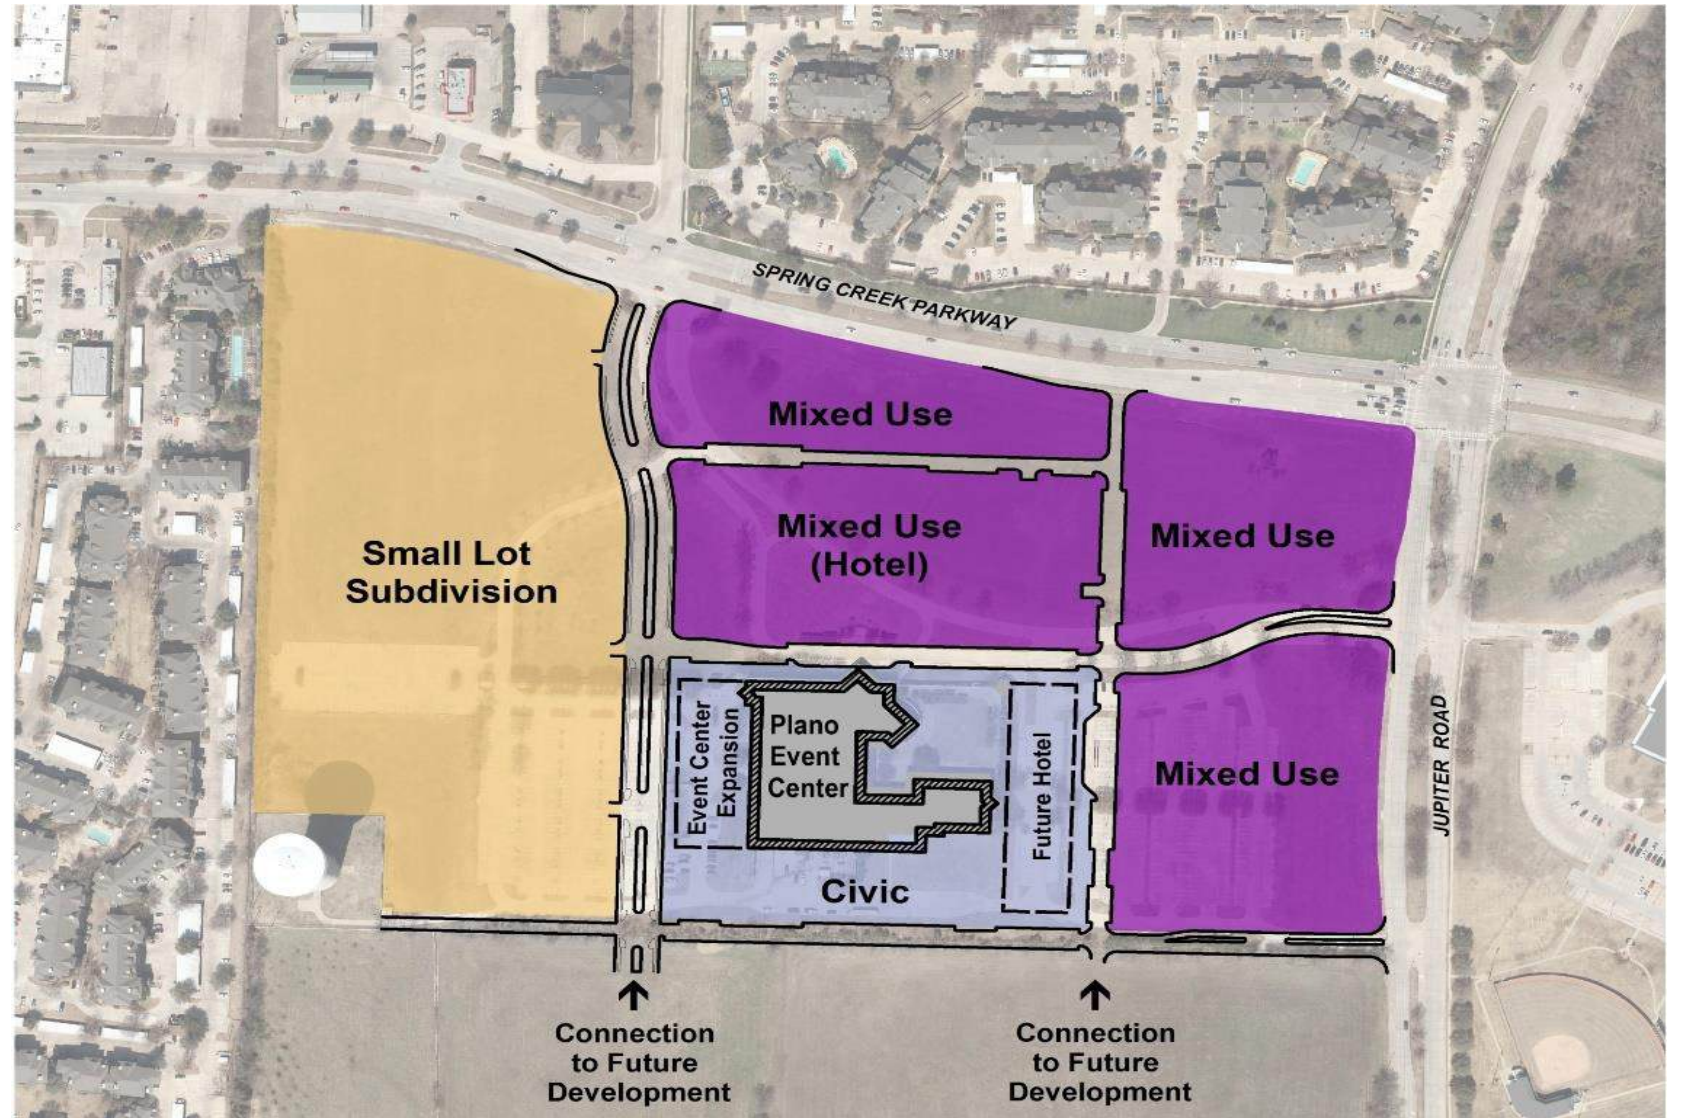 SPRING CREEK PARKWAY
Mixed Use
Mixed Use
(Hotel)
Mixed Use
Small Lot
Subdivision
Event Center
Expansion
Plano
Event
Center
Future Hotel
Mixed Use
JUPITER ROAD
Civic
Connection
to Future
Development
Connection
to Future
Development